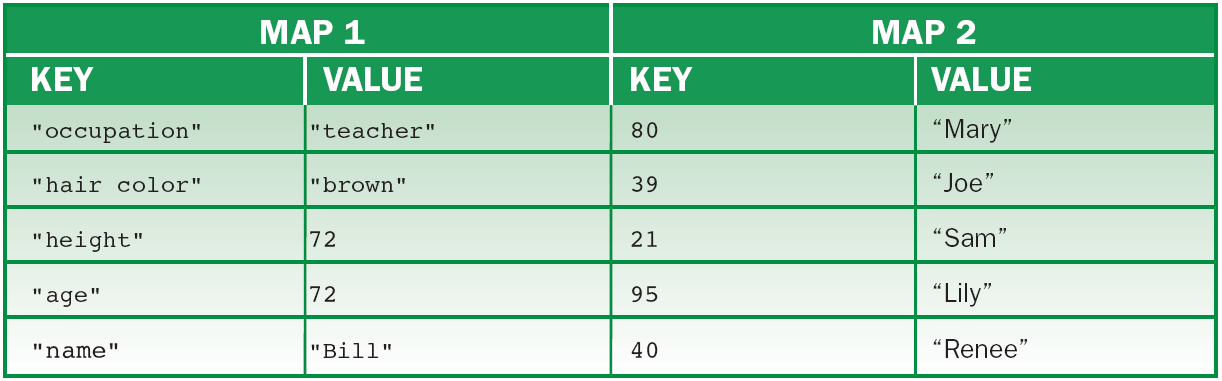 MAP 1 MAP 2
KEY VALUE KEY VALUE
"occupation" "teacher" 80 “Mary”
"hair color" "brown" 39 “Joe”
"height" 72 21 “Sam”
"age" 72 95 “Lily”
"name" "Bill" 40 “Renee”